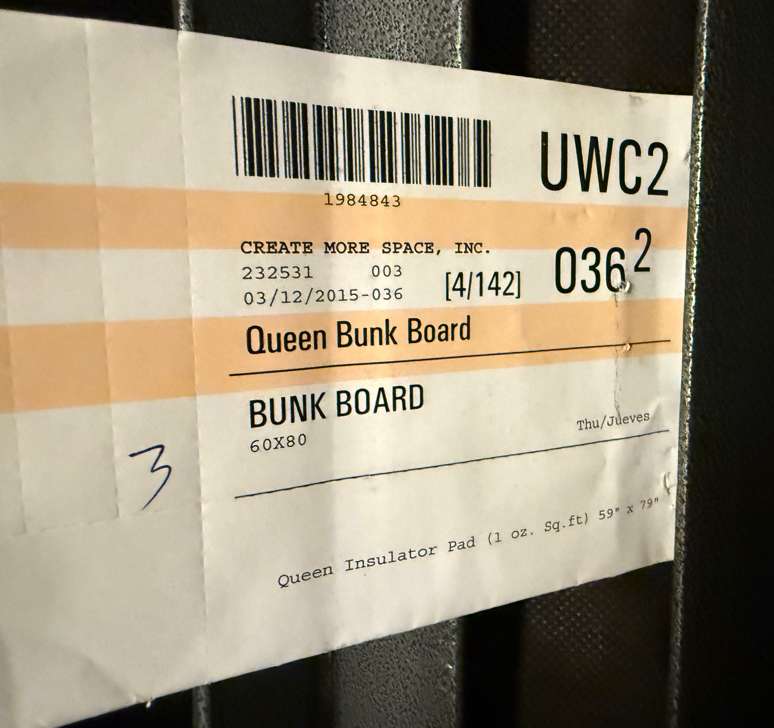 1984843
UWC2
CREATE MORE SPACE, INC.
232531 003
03/12/2015-036
[4/142]
036 2
Queen Bunk Board
BUNK BOARD
60X80
Thu/Jueves
3
Queen Insulator Pad (1 oz. Sq.ft) 59" x 79"